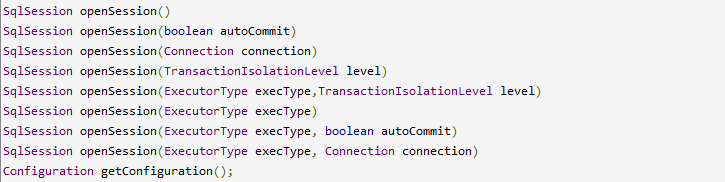 SqlSession openSession()
SqlSession openSession(boolean autoCommit)
SqlSession openSession(Connection connection)
SqlSession openSession(TransactionIsolationLevel level)
SqlSession openSession(ExecutorType execType,TransactionIsolationLevel level)
SqlSession openSession(ExecutorType execType)
SqlSession openSession(ExecutorType execType, boolean autoCommit)
SqlSession openSession(ExecutorType execType, Connection connection)
Configuration getConfiguration();